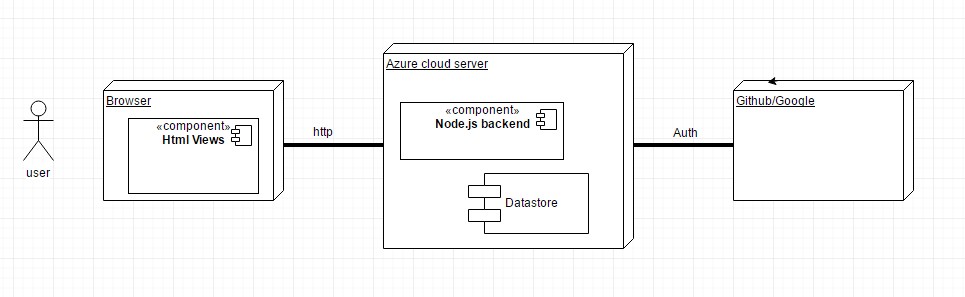 user
Browser
«component»
Html Views
http
Azure cloud server
«component»
Node.js backend
Datastore
Auth
Github/Google